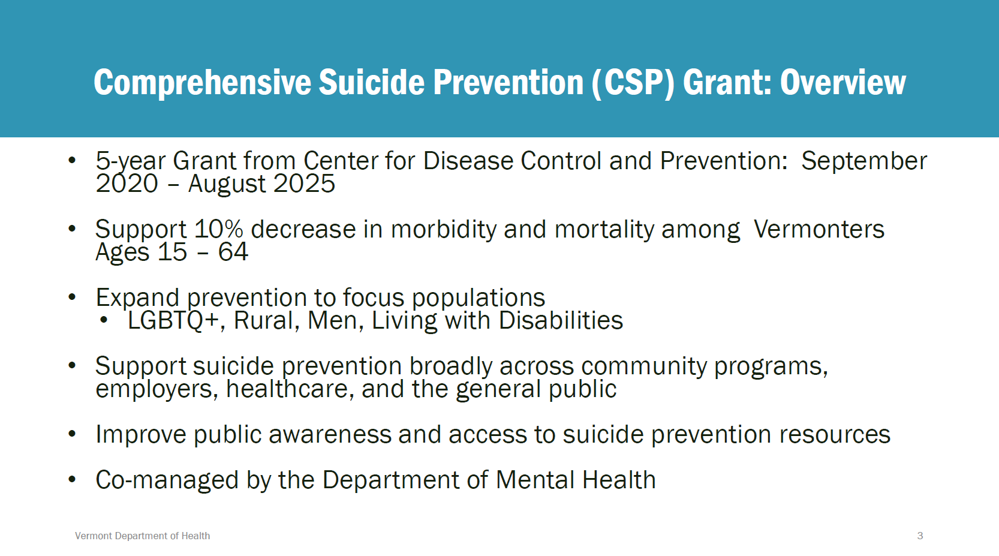 Comprehensive Suicide Prevention (CSP) Grant: Overview
• 5-year Grant from Center for Disease Control and Prevention:  September
2020 – August 2025
• Support 10% decrease in morbidity and mortality among  Vermonters
Ages 15 – 64
• Expand prevention to focus populations
• LGBTQ+, Rural, Men, Living with Disabilities
• Support suicide prevention broadly across community programs,
employers, healthcare, and the general public
• Improve public awareness and access to suicide prevention resources
• Co-managed by the Department of Mental Health
Vermont Department of Health
3